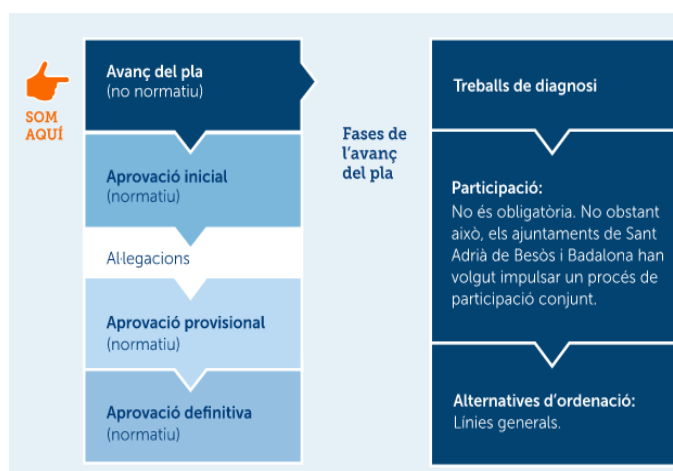 SOM
AQUÍ
Avanç del pla
(no normatiu)
Aprovació inicial
(normatiu)
Al·legacions
Aprovació provisional
(normatiu)
Aprovació definitiva
(normatiu)
Fases de
l'avanç
del pla
Treballs de diagnosi
Participació:
No és obligatòria. No obstant
això, els ajuntaments de Sant
Adrià de Besòs i Badalona han
volgut impulsar un procés de
participació conjunt.
Alternatives d'ordenació:
Línies generals.